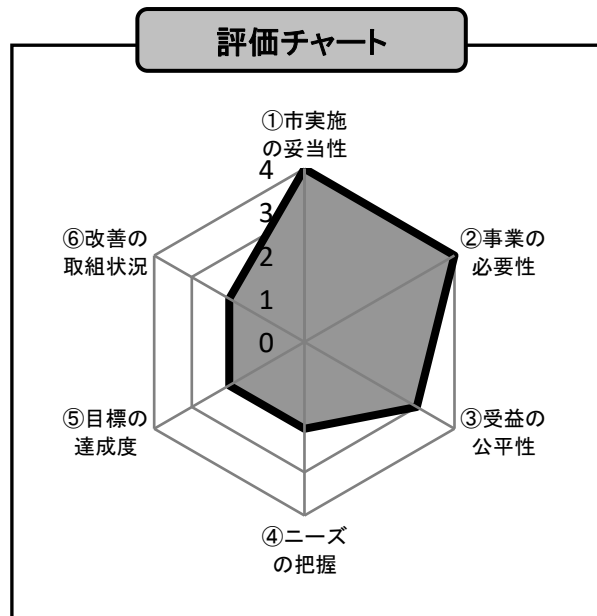 評価チャート
①市実施
の妥当性
4
3
2
1
0
②事業の
必要性
③受益の
公平性
④ニーズ
の把握
⑤目標の
達成度
⑥改善の
取組状況